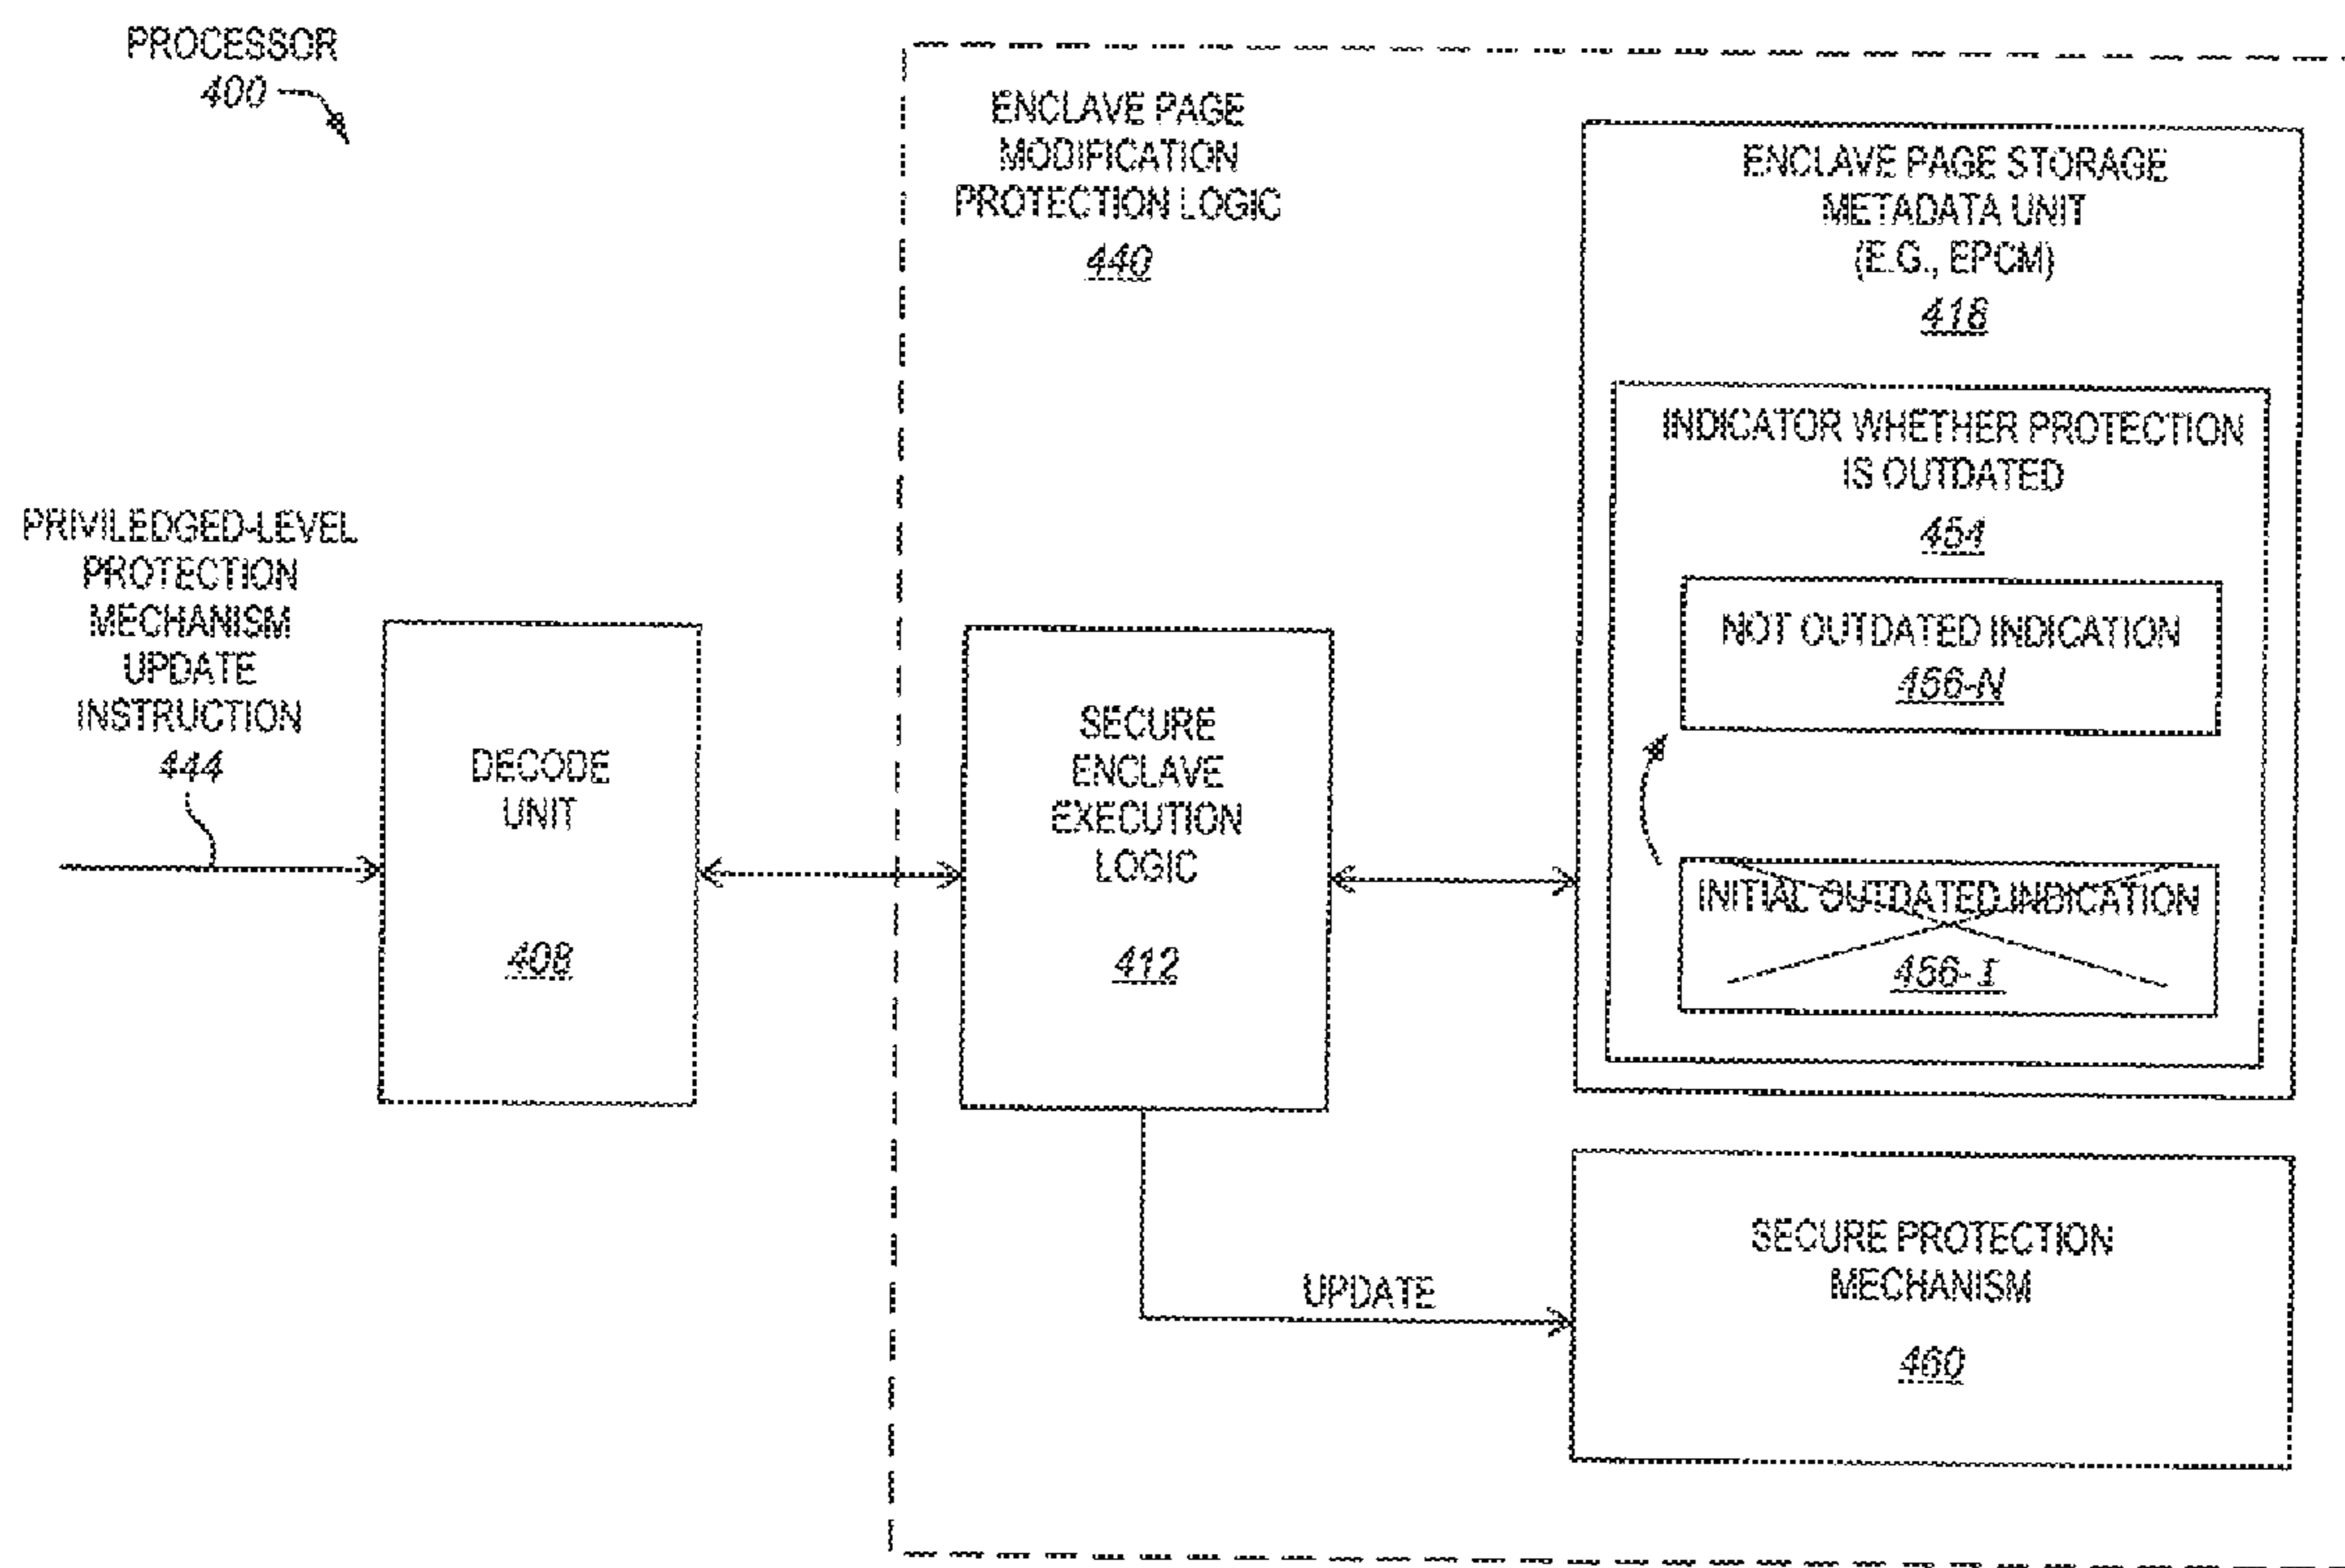 PROCESSOR
400
ENCLAVE PAGE
MODIFICATION
PROTECTION LOGIC
440
ENCLAVE PAGE STORAGE
METADATA UNIT
(E.G., EPCM)
418
INDICATOR WHETHER PROTECTION
IS OUTDATED
454
NOT OUTDATED INDICATION
456-N
INITIAL OUTDATED INDICATION
456-I
PRIVILEDGED-LEVEL
PROTECTION
MECHANISM
UPDATE
INSTRUCTION
444
DECODE
UNIT
408
SECURE
ENCLAVE
EXECUTION
LOGIC
412
UPDATE
SECURE PROTECTION
MECHANISM
460